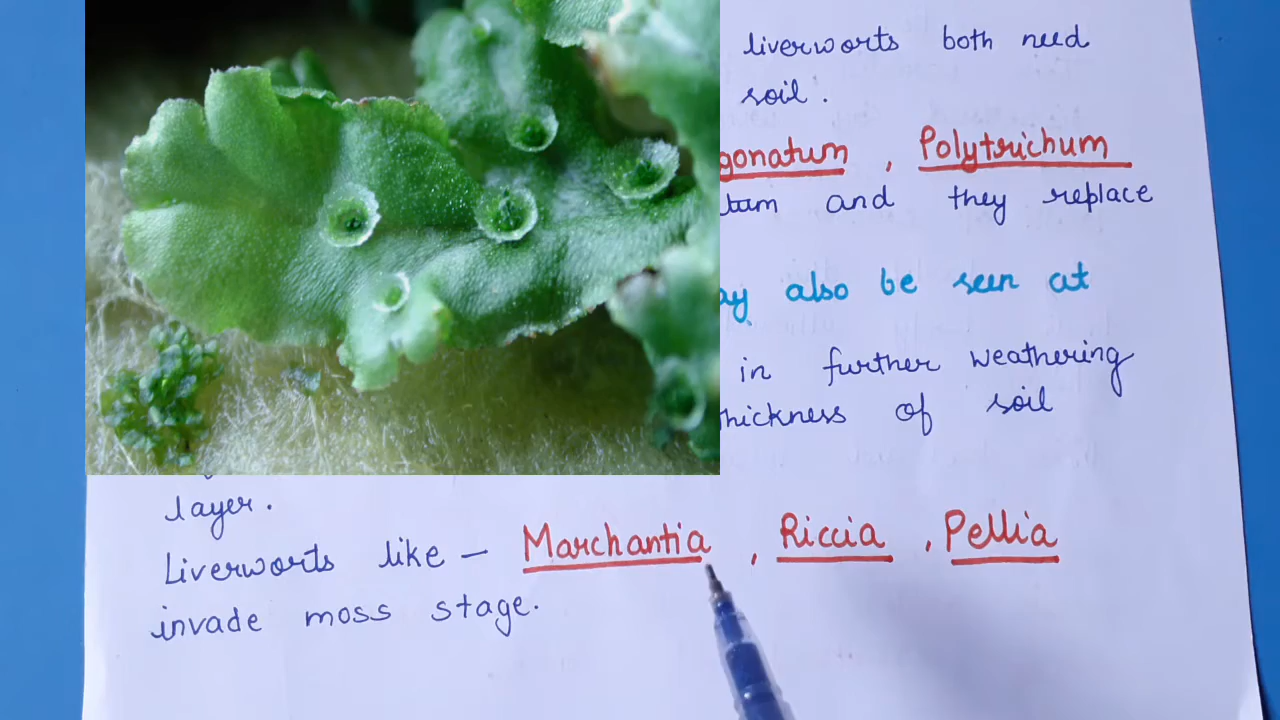 liverworts both need
soil.
gonatum , Polytrichum
tum and they replace
ay also be seen at
in further weathering
hickness of soil
layer.
Liverworts like – Marchantia , Riccia , Pellia
invade moss stage.